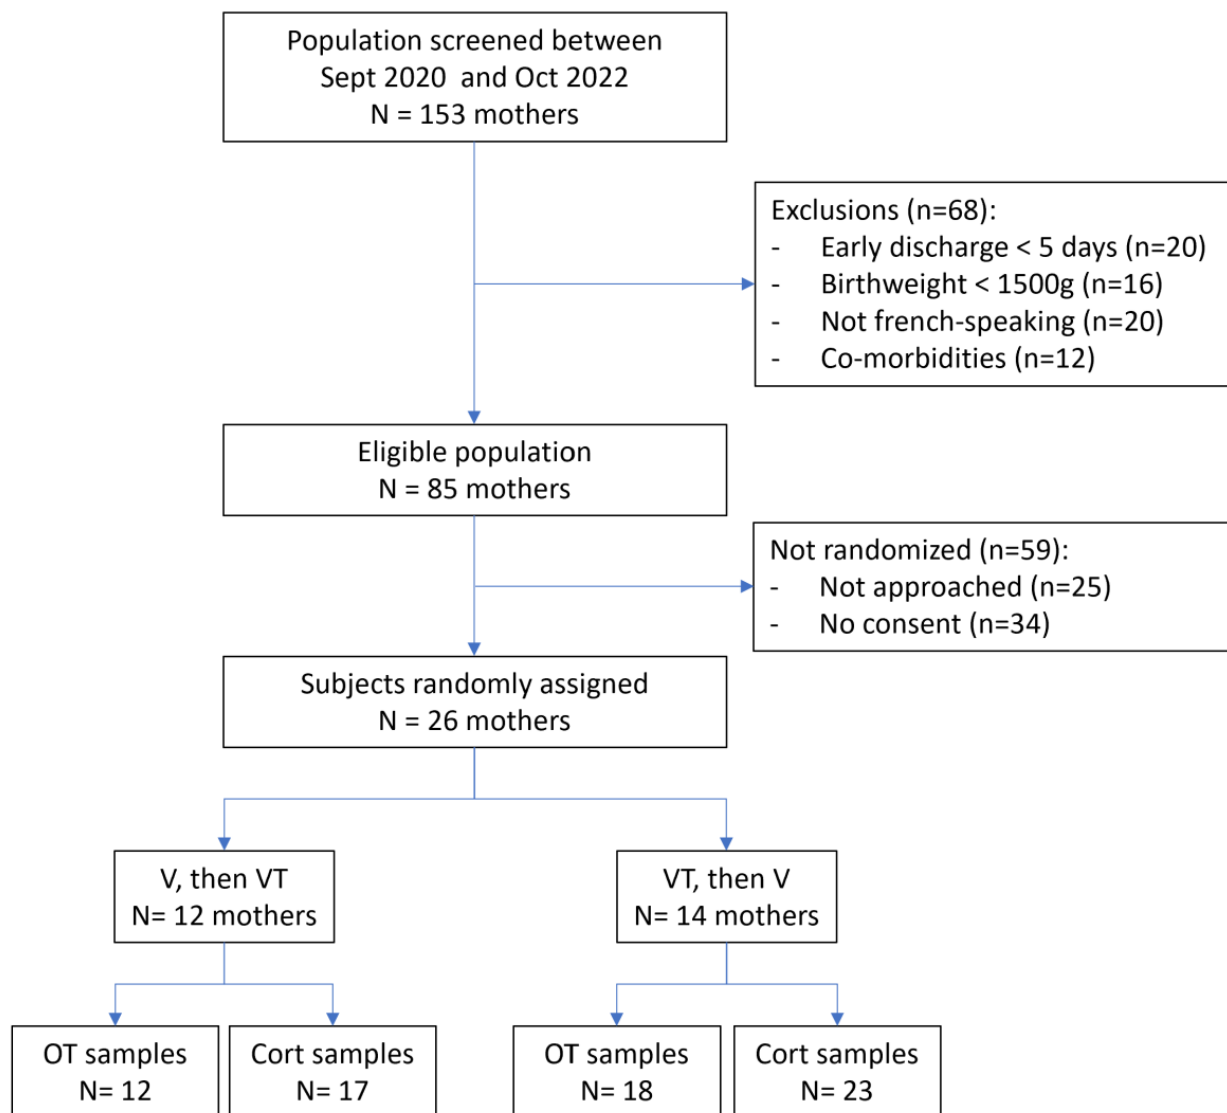 Population screened between
Sept 2020 and Oct 2022
N = 153 mothers
Exclusions (n=68):
- Early discharge < 5 days (n=20)
- Birthweight < 1500g (n=16)
- Not french-speaking (n=20)
- Co-morbidities (n=12)
Eligible population
N = 85 mothers
Not randomized (n=59):
- Not approached (n=25)
- No consent (n=34)
Subjects randomly assigned
N = 26 mothers
V, then VT
N= 12 mothers
VT, then V
N= 14 mothers
OT samples
N= 12
Cort samples
N= 17
OT samples
N= 18
Cort samples
N= 23